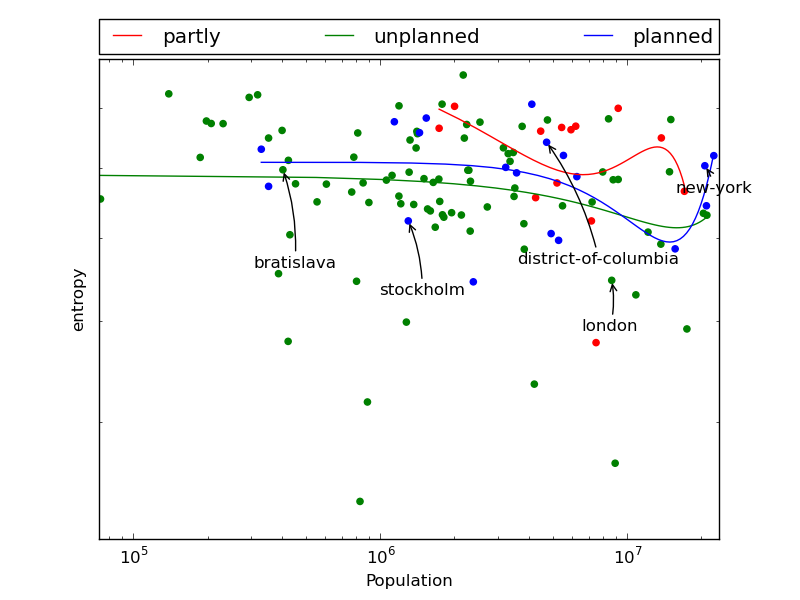 partly unplanned planned
new-york
bratislava
district-of-columbia
stockholm
london
entropy
10^5 10^6 10^7
Population